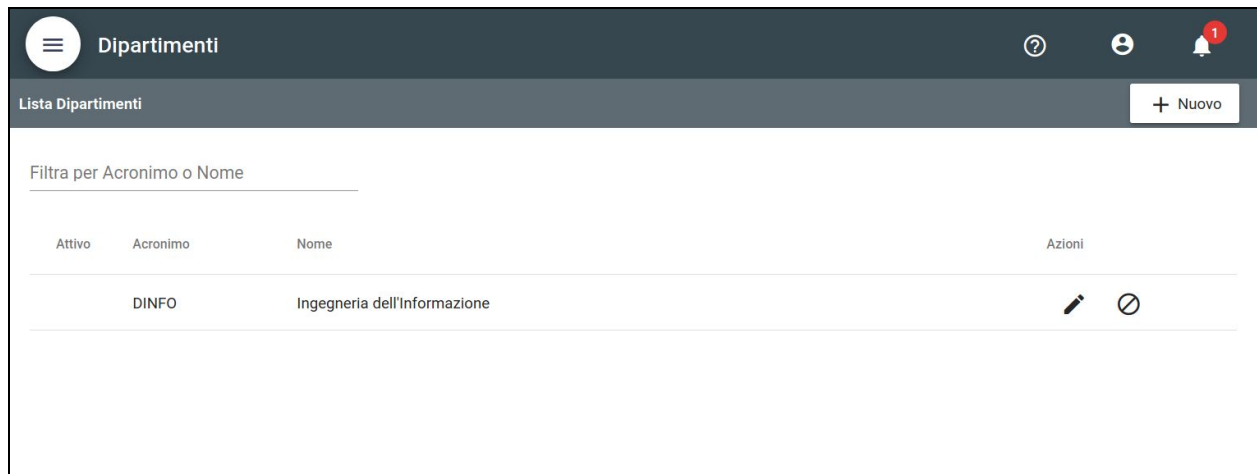 Dipartimenti
1
Lista Dipartimenti
+ Nuovo
Filtra per Acronimo o Nome
Attivo Acronimo Nome Azioni
DINFO Ingegneria dell'Informazione